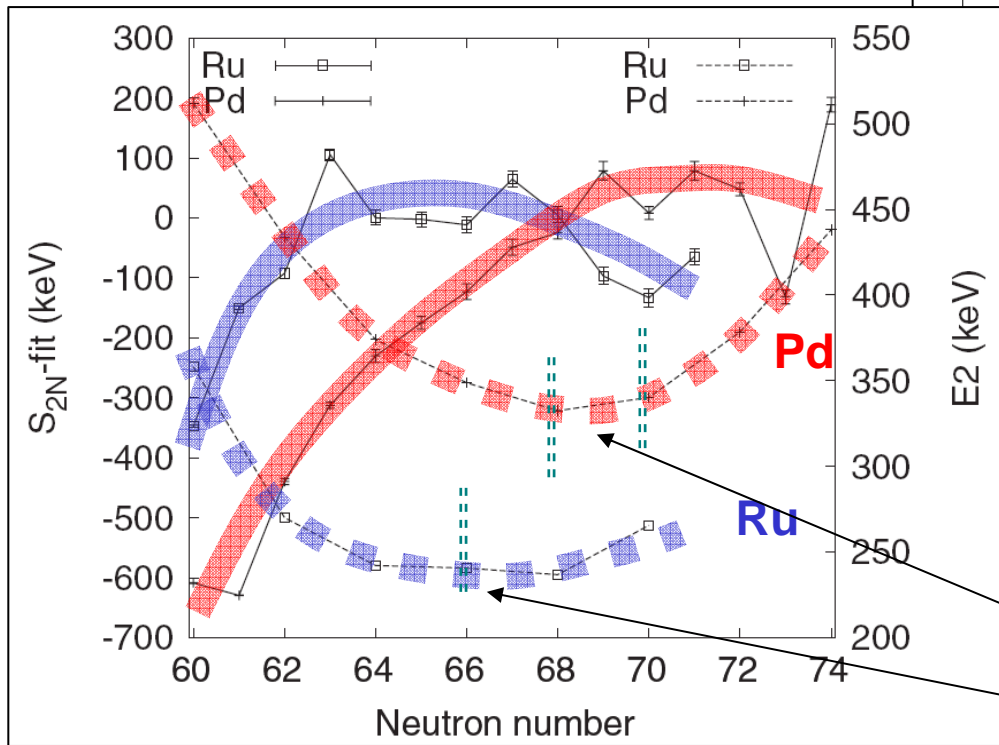 Ru Ru
Pd Pd
300
200
100
0
-100
-200
-300
-400
-500
-600
-700
S2N-fit (keV)
550
500
450
400
350
300
250
200
E2 (keV)
Pd
Ru
60 62 64 66 68 70 72 74
Neutron number